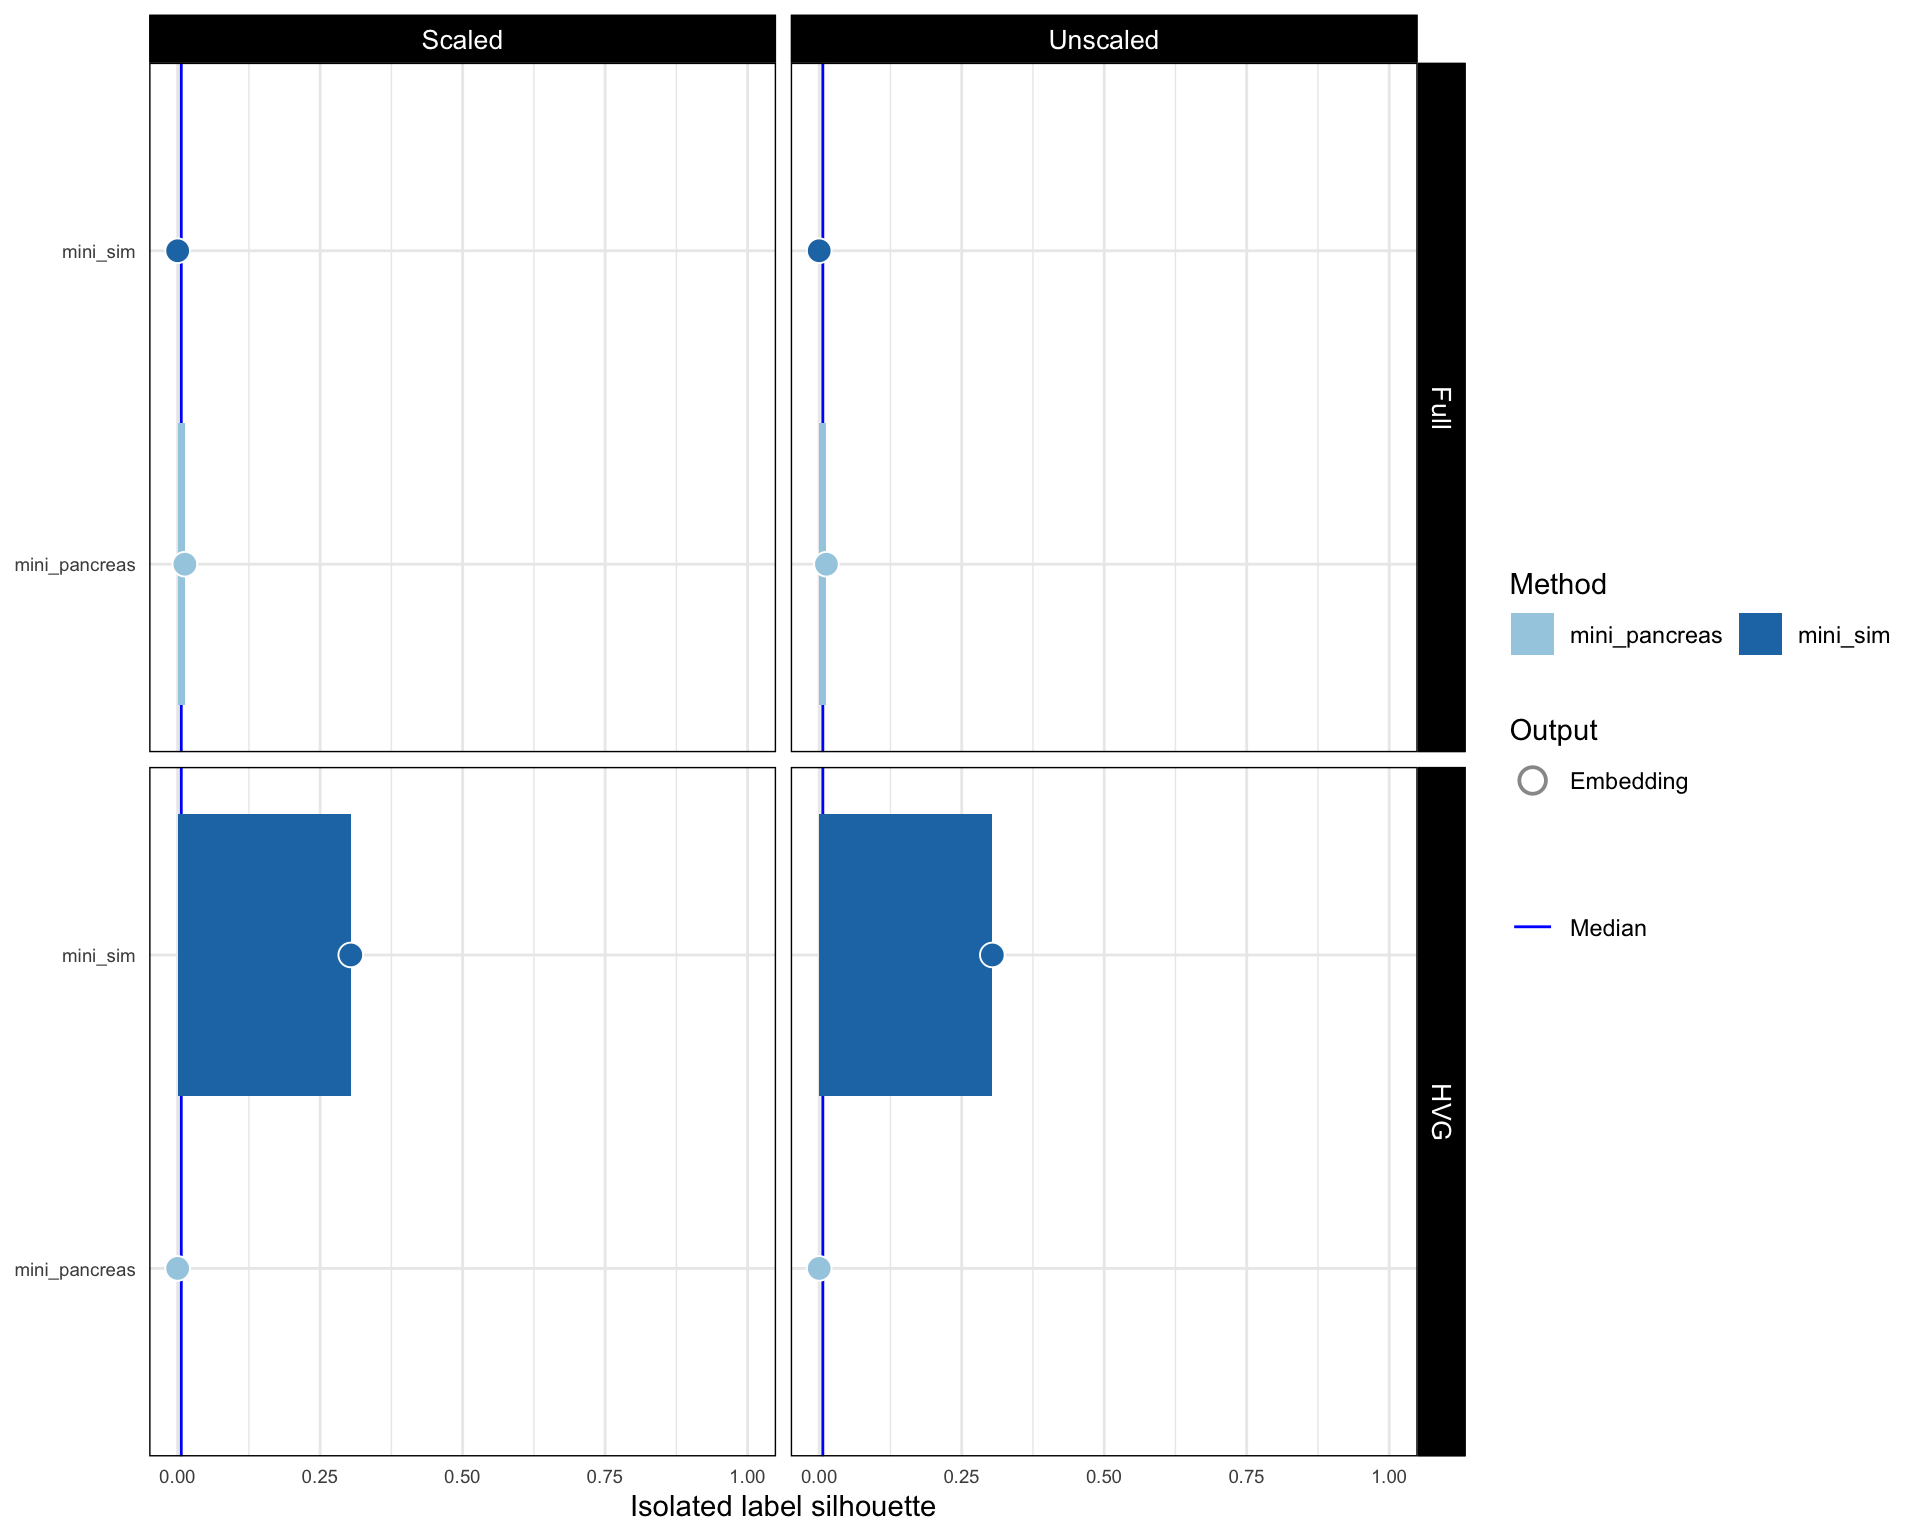 Scaled
Unscaled
mini_sim
mini_pancreas
Full
mini_sim
mini_pancreas
HVG
0.00 0.25 0.50 0.75 1.00
0.00 0.25 0.50 0.75 1.00
Isolated label silhouette
Method
mini_pancreas mini_sim
Output
Embedding
Median